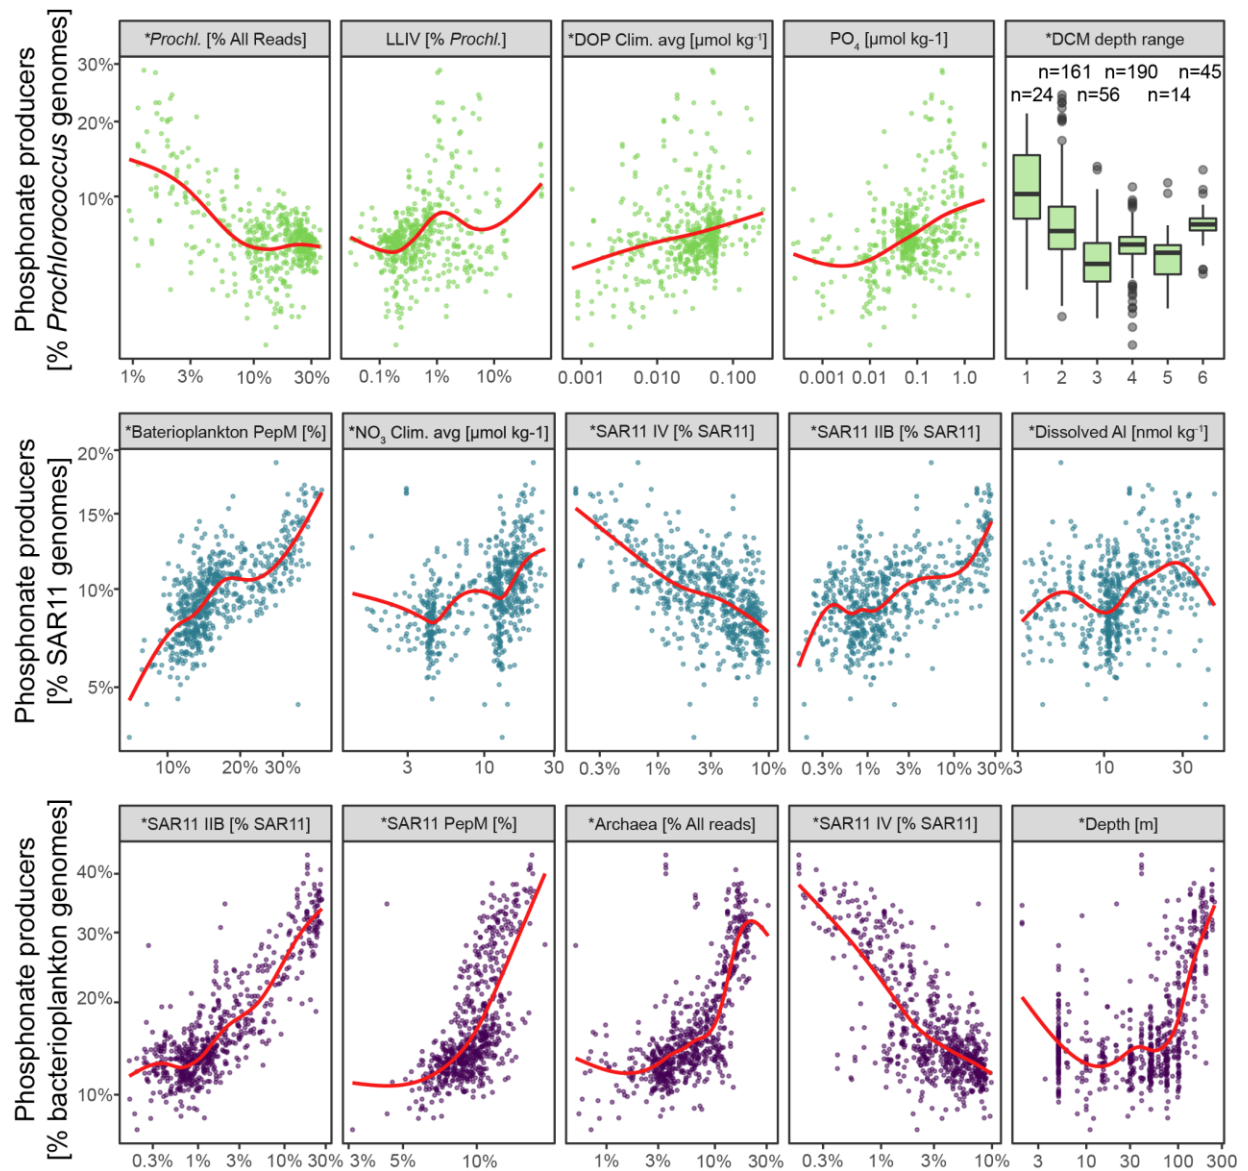 Phosphonate producers
[% Prochlorococcus genomes]
*Prochl. [% All Reads]
LLIV [% Prochl.]
*DOP Clim. avg [µmol kg⁻¹]
PO₄ [µmol kg-1]
*DCM depth range
30%
20%
10%
n=161 n=190 n=45
n=24 n=56 n=14
1% 3% 10% 30%
0.1% 1% 10%
0.001 0.010 0.100
0.001 0.01 0.1 1.0
1 2 3 4 5 6
Phosphonate producers
[% SAR11 genomes]
*Baterioplankton PepM [%]
*NO₃ Clim. avg [µmol kg-1]
*SAR11 IV [% SAR11]
*SAR11 IIB [% SAR11]
*Dissolved Al [nmol kg⁻¹]
20%
15%
10%
5%
10% 20% 30%
3 10 30
0.3% 1% 3% 10%
0.3% 1% 3% 10% 30%
3 10 30
Phosphonate producers
[% bacterioplankton genomes]
*SAR11 IIB [% SAR11]
*SAR11 PepM [%]
*Archaea [% All reads]
*SAR11 IV [% SAR11]
*Depth [m]
40%
30%
20%
10%
0.3% 1% 3% 10% 30%
3% 5% 10%
1% 3% 10% 30%
0.3% 1% 3% 10%
3 10 30 100 300